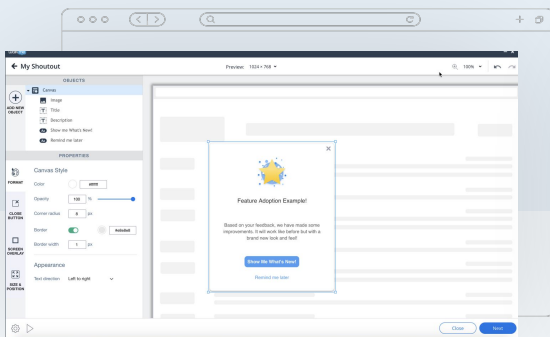 ← My Shoutout
Preview: 1024 × 768
100%
OBJECTS
Canvas
Image
Title
Description
Show me What's New!
Remind me later
ADD NEW OBJECT
PROPERTIES
FORMAT
CLOSE BUTTON
SCREEN OVERLAY
SIZE & POSITION
Canvas Style
Color
Opacity 100 %
Corner radius 8 px
Border
Border width 1 px
Appearance
Text direction Left to right
Feature Adoption Example!
Based on your feedback, we have made some
improvements. It will work like before but with a
brand new look and feel!
Show Me What's New!
Remind me later
Close
Next